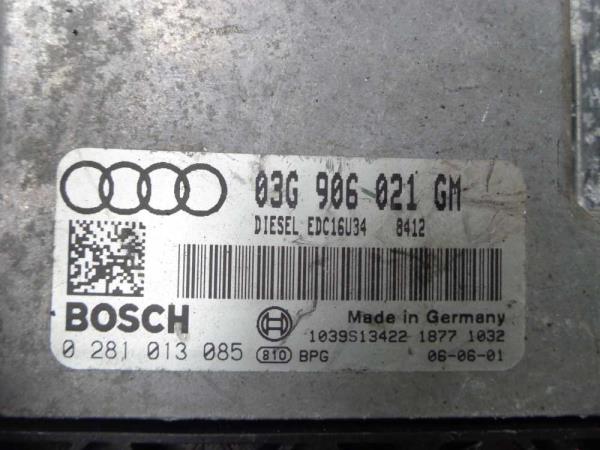 03G 906 021 GM
DIESEL EDC16U34 8412
BOSCH
Made in Germany
1039S13422 1877 1032
0 281 013 085 810 BPG 06-06-01